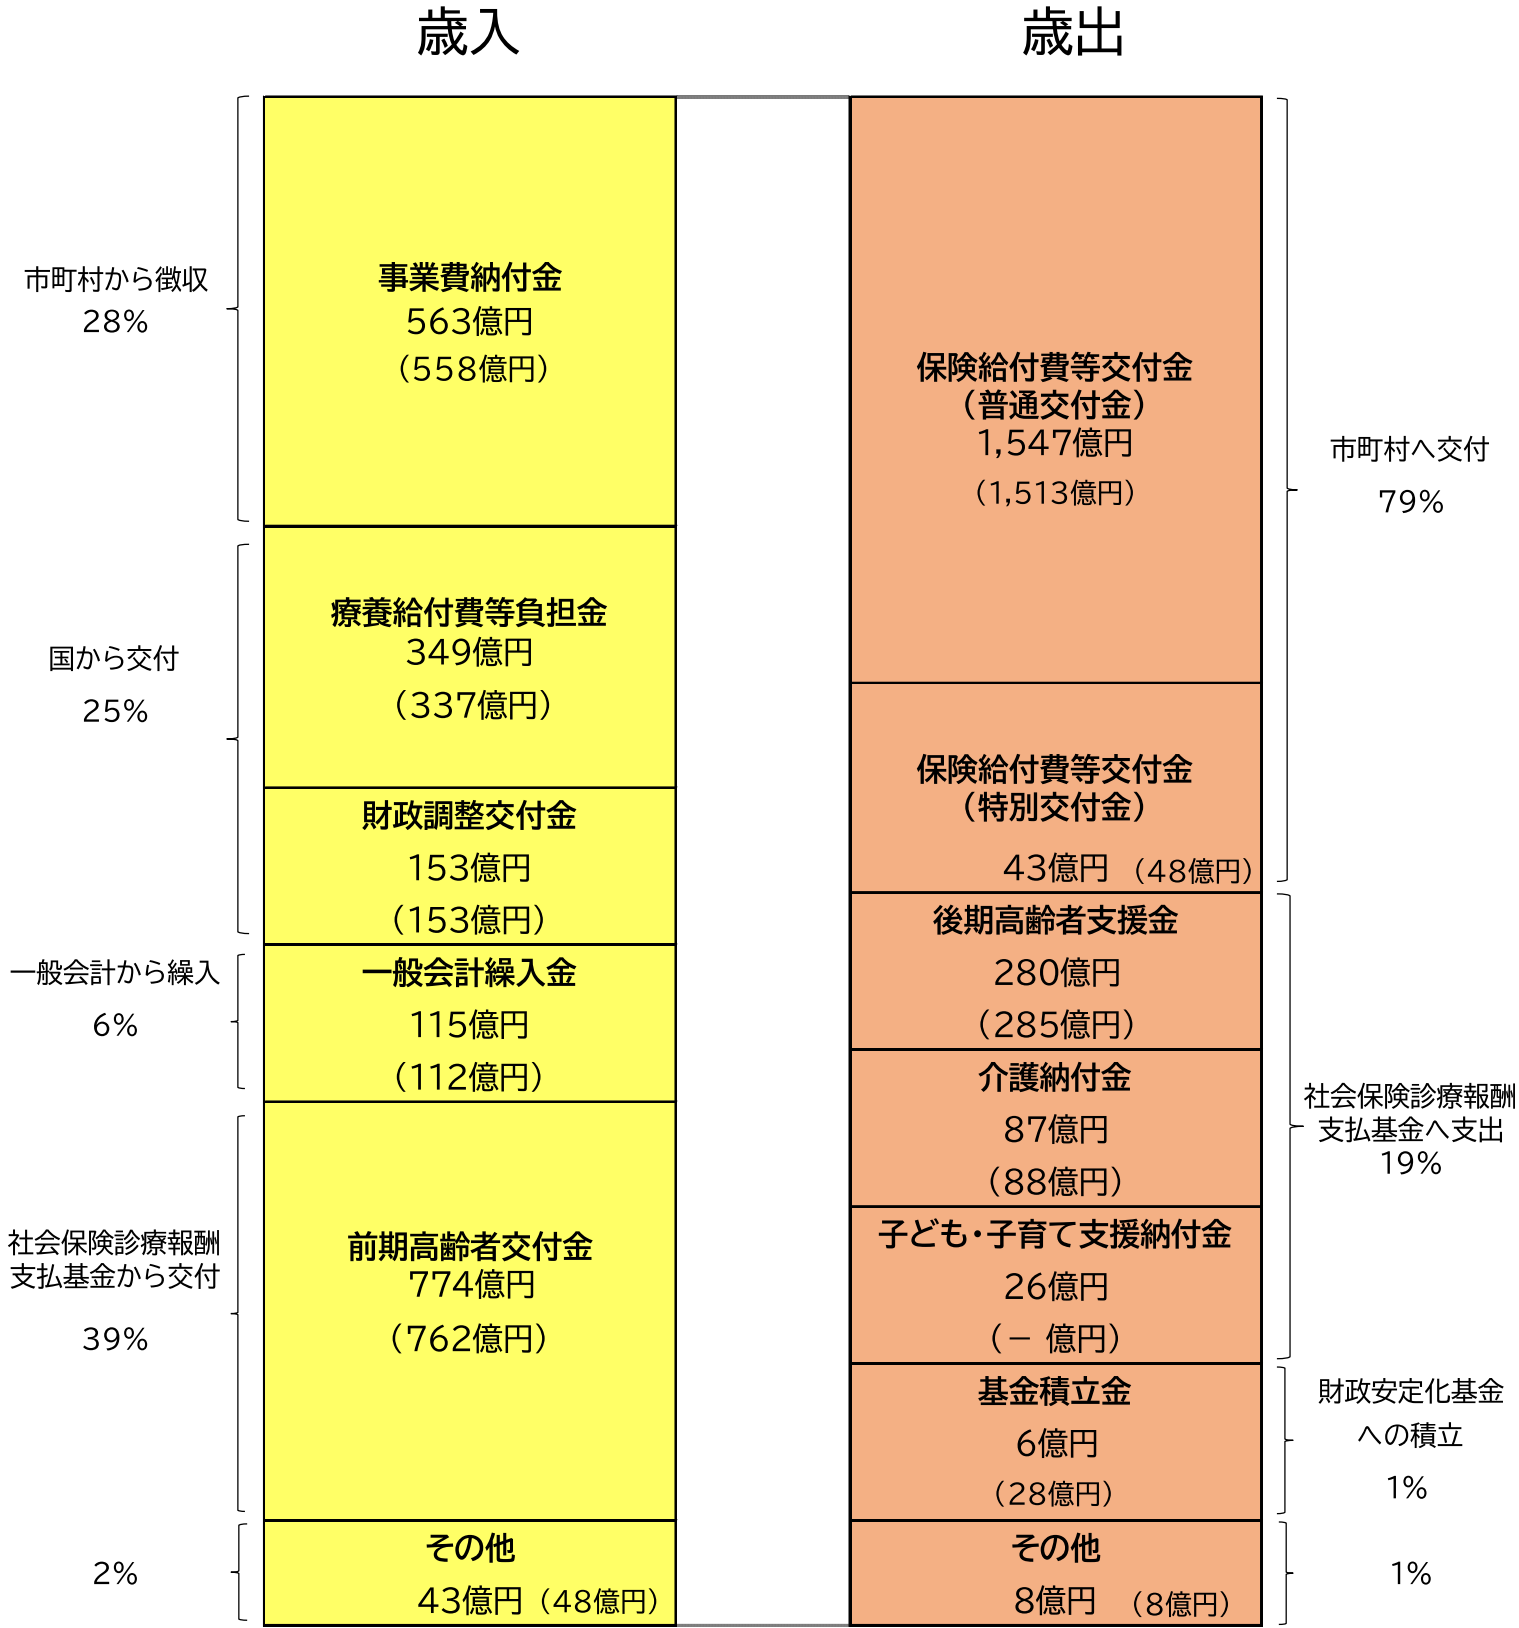 歳入
歳出
市町村から徴収
28%
事業費納付金
563億円
（558億円）
国から交付
25%
療養給付費等負担金
349億円
（337億円）
財政調整交付金
153億円
（153億円）
一般会計から繰入
6%
一般会計繰入金
115億円
（112億円）
社会保険診療報酬
支払基金から交付
39%
前期高齢者交付金
774億円
（762億円）
2%
その他
43億円（48億円）
保険給付費等交付金
（普通交付金）
1,547億円
（1,513億円）
市町村へ交付
79%
保険給付費等交付金
（特別交付金）
43億円　（48億円）
後期高齢者支援金
280億円
（285億円）
介護納付金
87億円
（88億円）
子ども・子育て支援納付金
26億円
（－ 億円）
社会保険診療報酬
支払基金へ支出
19%
基金積立金
6億円
（28億円）
財政安定化基金
への積立
1%
その他
8億円　（8億円）
1%